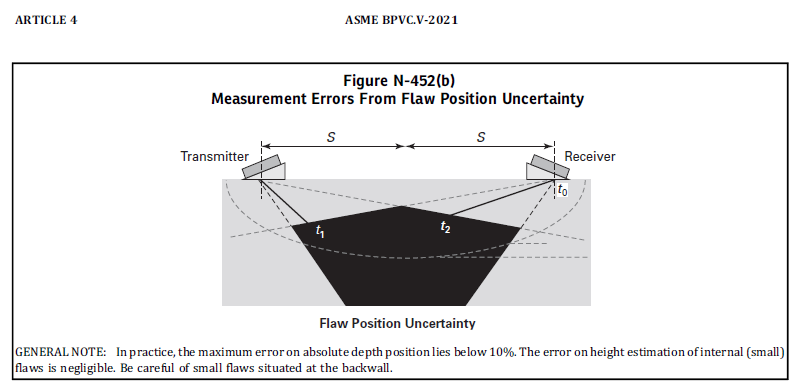 ARTICLE 4 ASME BPVC.V-2021
Figure N-452(b)
Measurement Errors From Flaw Position Uncertainty
S S
Transmitter Receiver
t0
t1 t2
Flaw Position Uncertainty
GENERAL NOTE: In practice, the maximum error on absolute depth position lies below 10%. The error on height estimation of internal (small)
flaws is negligible. Be careful of small flaws situated at the backwall.